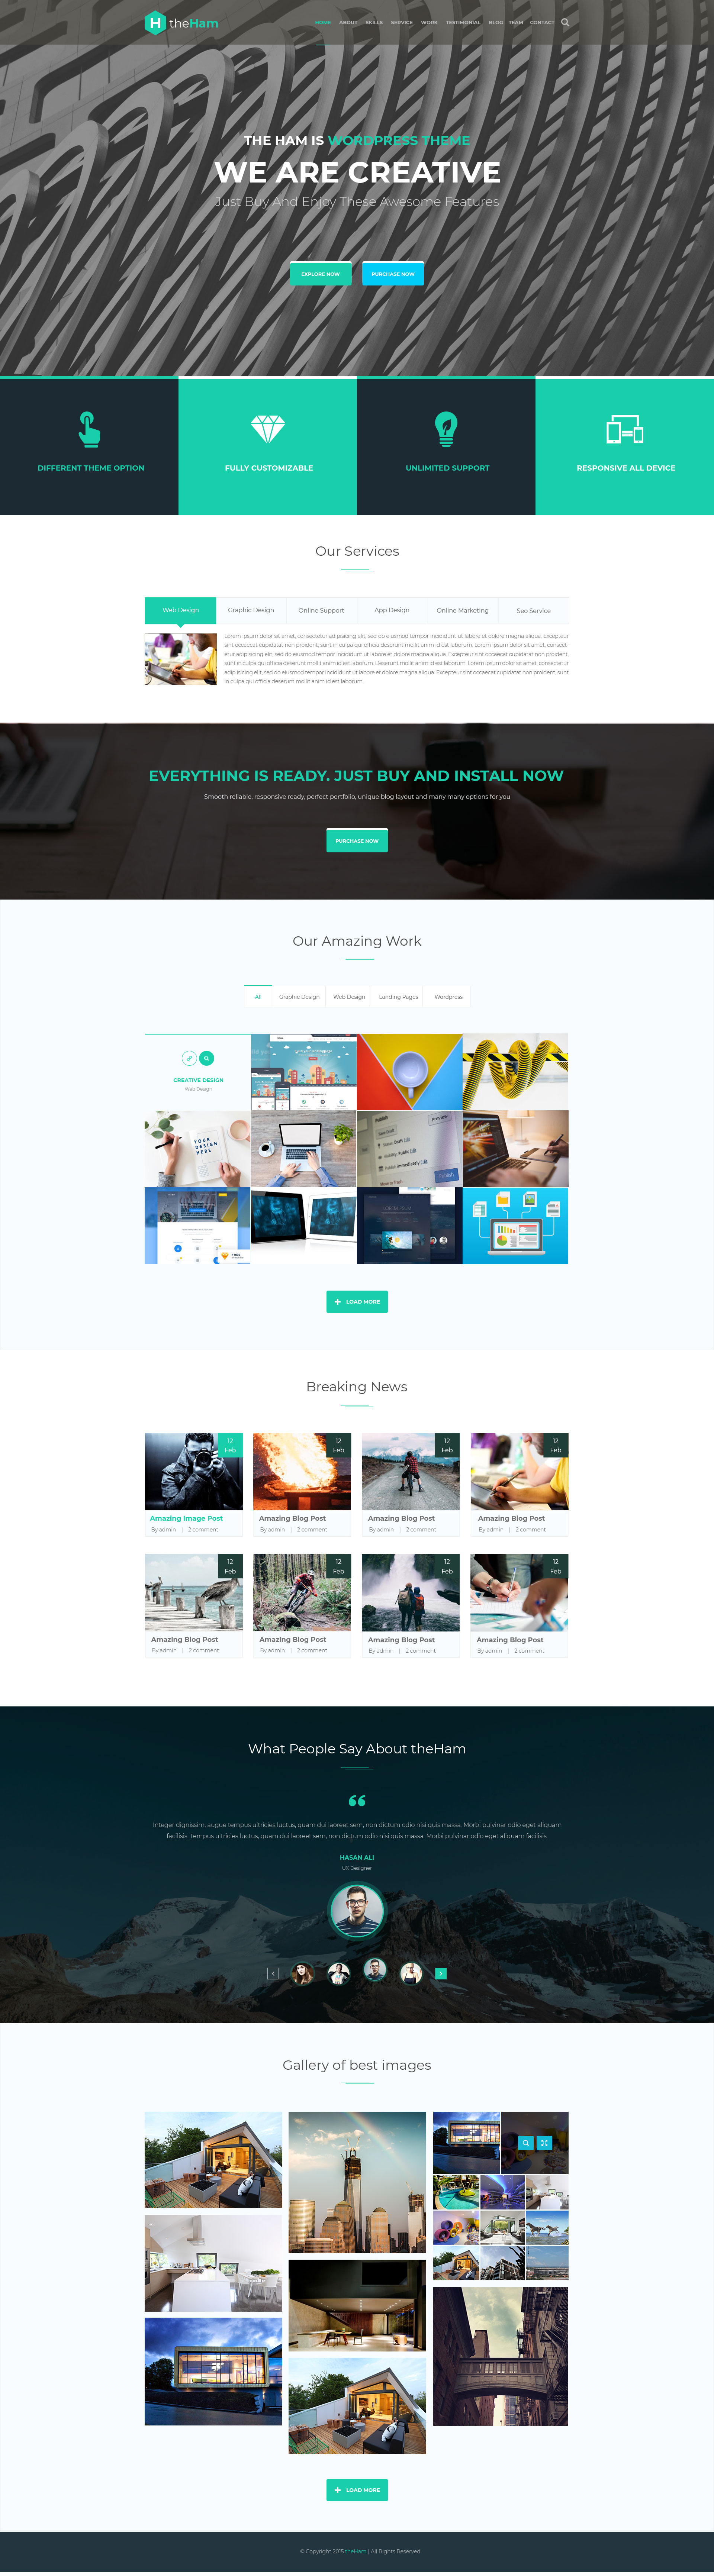 H theHam
HOME ABOUT SKILLS SERVICE WORK TESTIMONIAL BLOG TEAM CONTACT
THE HAM IS WORDPRESS THEME
WE ARE CREATIVE
Just Buy And Enjoy These Awesome Features
EXPLORE NOW PURCHASE NOW
DIFFERENT THEME OPTION FULLY CUSTOMIZABLE UNLIMITED SUPPORT RESPONSIVE ALL DEVICE
Our Services
Web Design Graphic Design Online Support App Design Online Marketing Seo Service
Lorem ipsum dolor sit amet, consectetur adipisicing elit, sed do eiusmod tempor incididunt ut labore et dolore magna aliqua. Excepteur
sint occaecat cupidatat non proident, sunt in culpa qui officia deserunt mollit anim id est laborum. Lorem ipsum dolor sit amet, consect-
etur adipisicing elit, sed do eiusmod tempor incididunt ut labore et dolore magna aliqua. Excepteur sint occaecat cupidatat non proident,
sunt in culpa qui officia deserunt mollit anim id est laborum. Deserunt mollit anim id est laborum. Lorem ipsum dolor sit amet, consectetur
adip isicing elit, sed do eiusmod tempor incididunt ut labore et dolore magna aliqua. Excepteur sint occaecat cupidatat non proident, sunt
in culpa qui officia deserunt mollit anim id est laborum.
EVERYTHING IS READY. JUST BUY AND INSTALL NOW
Smooth reliable, responsive ready, perfect portfolio, unique blog layout and many many options for you
PURCHASE NOW
Our Amazing Work
All Graphic Design Web Design Landing Pages Wordpress
CREATIVE DESIGN
Web Design
YOUR
DESIGN
HERE
Preview
Publish
FREE
LOAD MORE
Breaking News
12 12 12 12
Feb Feb Feb Feb
Amazing Image Post Amazing Blog Post Amazing Blog Post Amazing Blog Post
By admin | 2 comment By admin | 2 comment By admin | 2 comment By admin | 2 comment
12 12 12 12
Feb Feb Feb Feb
Amazing Blog Post Amazing Blog Post Amazing Blog Post Amazing Blog Post
By admin | 2 comment By admin | 2 comment By admin | 2 comment By admin | 2 comment
What People Say About theHam
Integer dignissim, augue tempus ultricies luctus, quam dui laoreet sem, non dictum odio nisi quis massa. Morbi pulvinar odio eget aliquam
facilisis. Tempus ultricies luctus, quam dui laoreet sem, non dictum odio nisi quis massa. Morbi pulvinar odio eget aliquam facilisis.
HASAN ALI
UX Designer
Gallery of best images
LOAD MORE
© Copyright 2015 theHam | All Rights Reserved